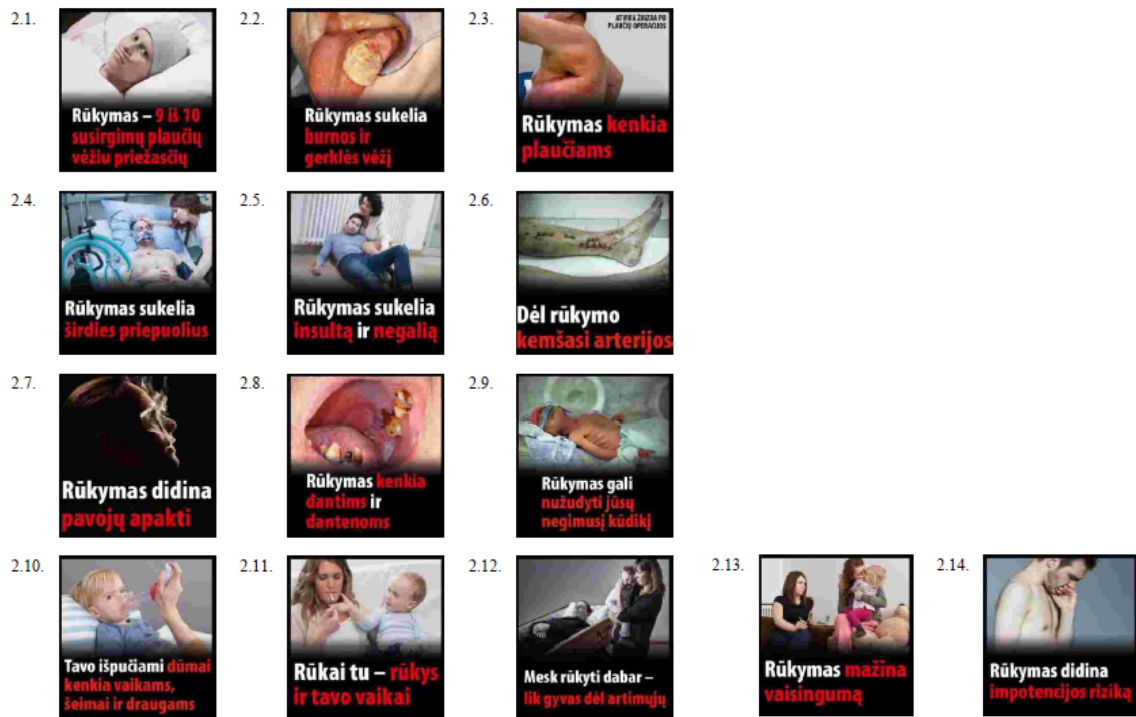 2.1.
Rūkymas – 9 iš 10
susirgimų plaučių
vėžiu priežasčių
2.2.
Rūkymas sukelia
burnos ir
gerklės vėžį
2.3.
ATVIRA ŽAIZDA PO
PLAUČIŲ OPERACIJOS
Rūkymas kenkia
plaučiams
2.4.
Rūkymas sukelia
širdies priepuolius
2.5.
Rūkymas sukelia
insultą ir negalią
2.6.
Dėl rūkymo
kemšasi arterijos
2.7.
Rūkymas didina
pavojų apakti
2.8.
Rūkymas kenkia
dantims ir
dantenoms
2.9.
Rūkymas gali
nužudyti jūsų
negimusį kūdikį
2.10.
Tavo išpučiami dūmai
kenkia vaikams,
šeimai ir draugams
2.11.
Rūkai tu – rūkys
ir tavo vaikai
2.12.
Mesk rūkyti dabar –
lik gyvas dėl artimųjų
2.13.
Rūkymas mažina
vaisingumą
2.14.
Rūkymas didina
impotencijos riziką